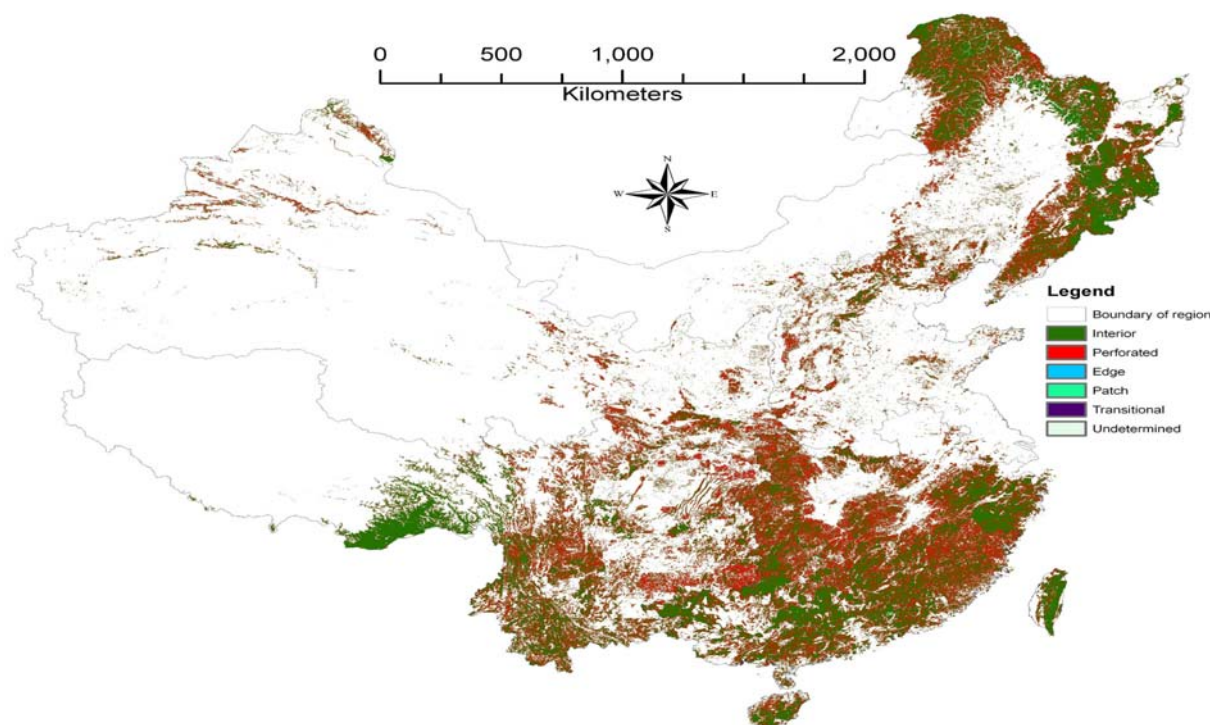 0 500 1,000 2,000
Kilometers
N
W E
S
Legend
Boundary of region
Interior
Perforated
Edge
Patch
Transitional
Undetermined